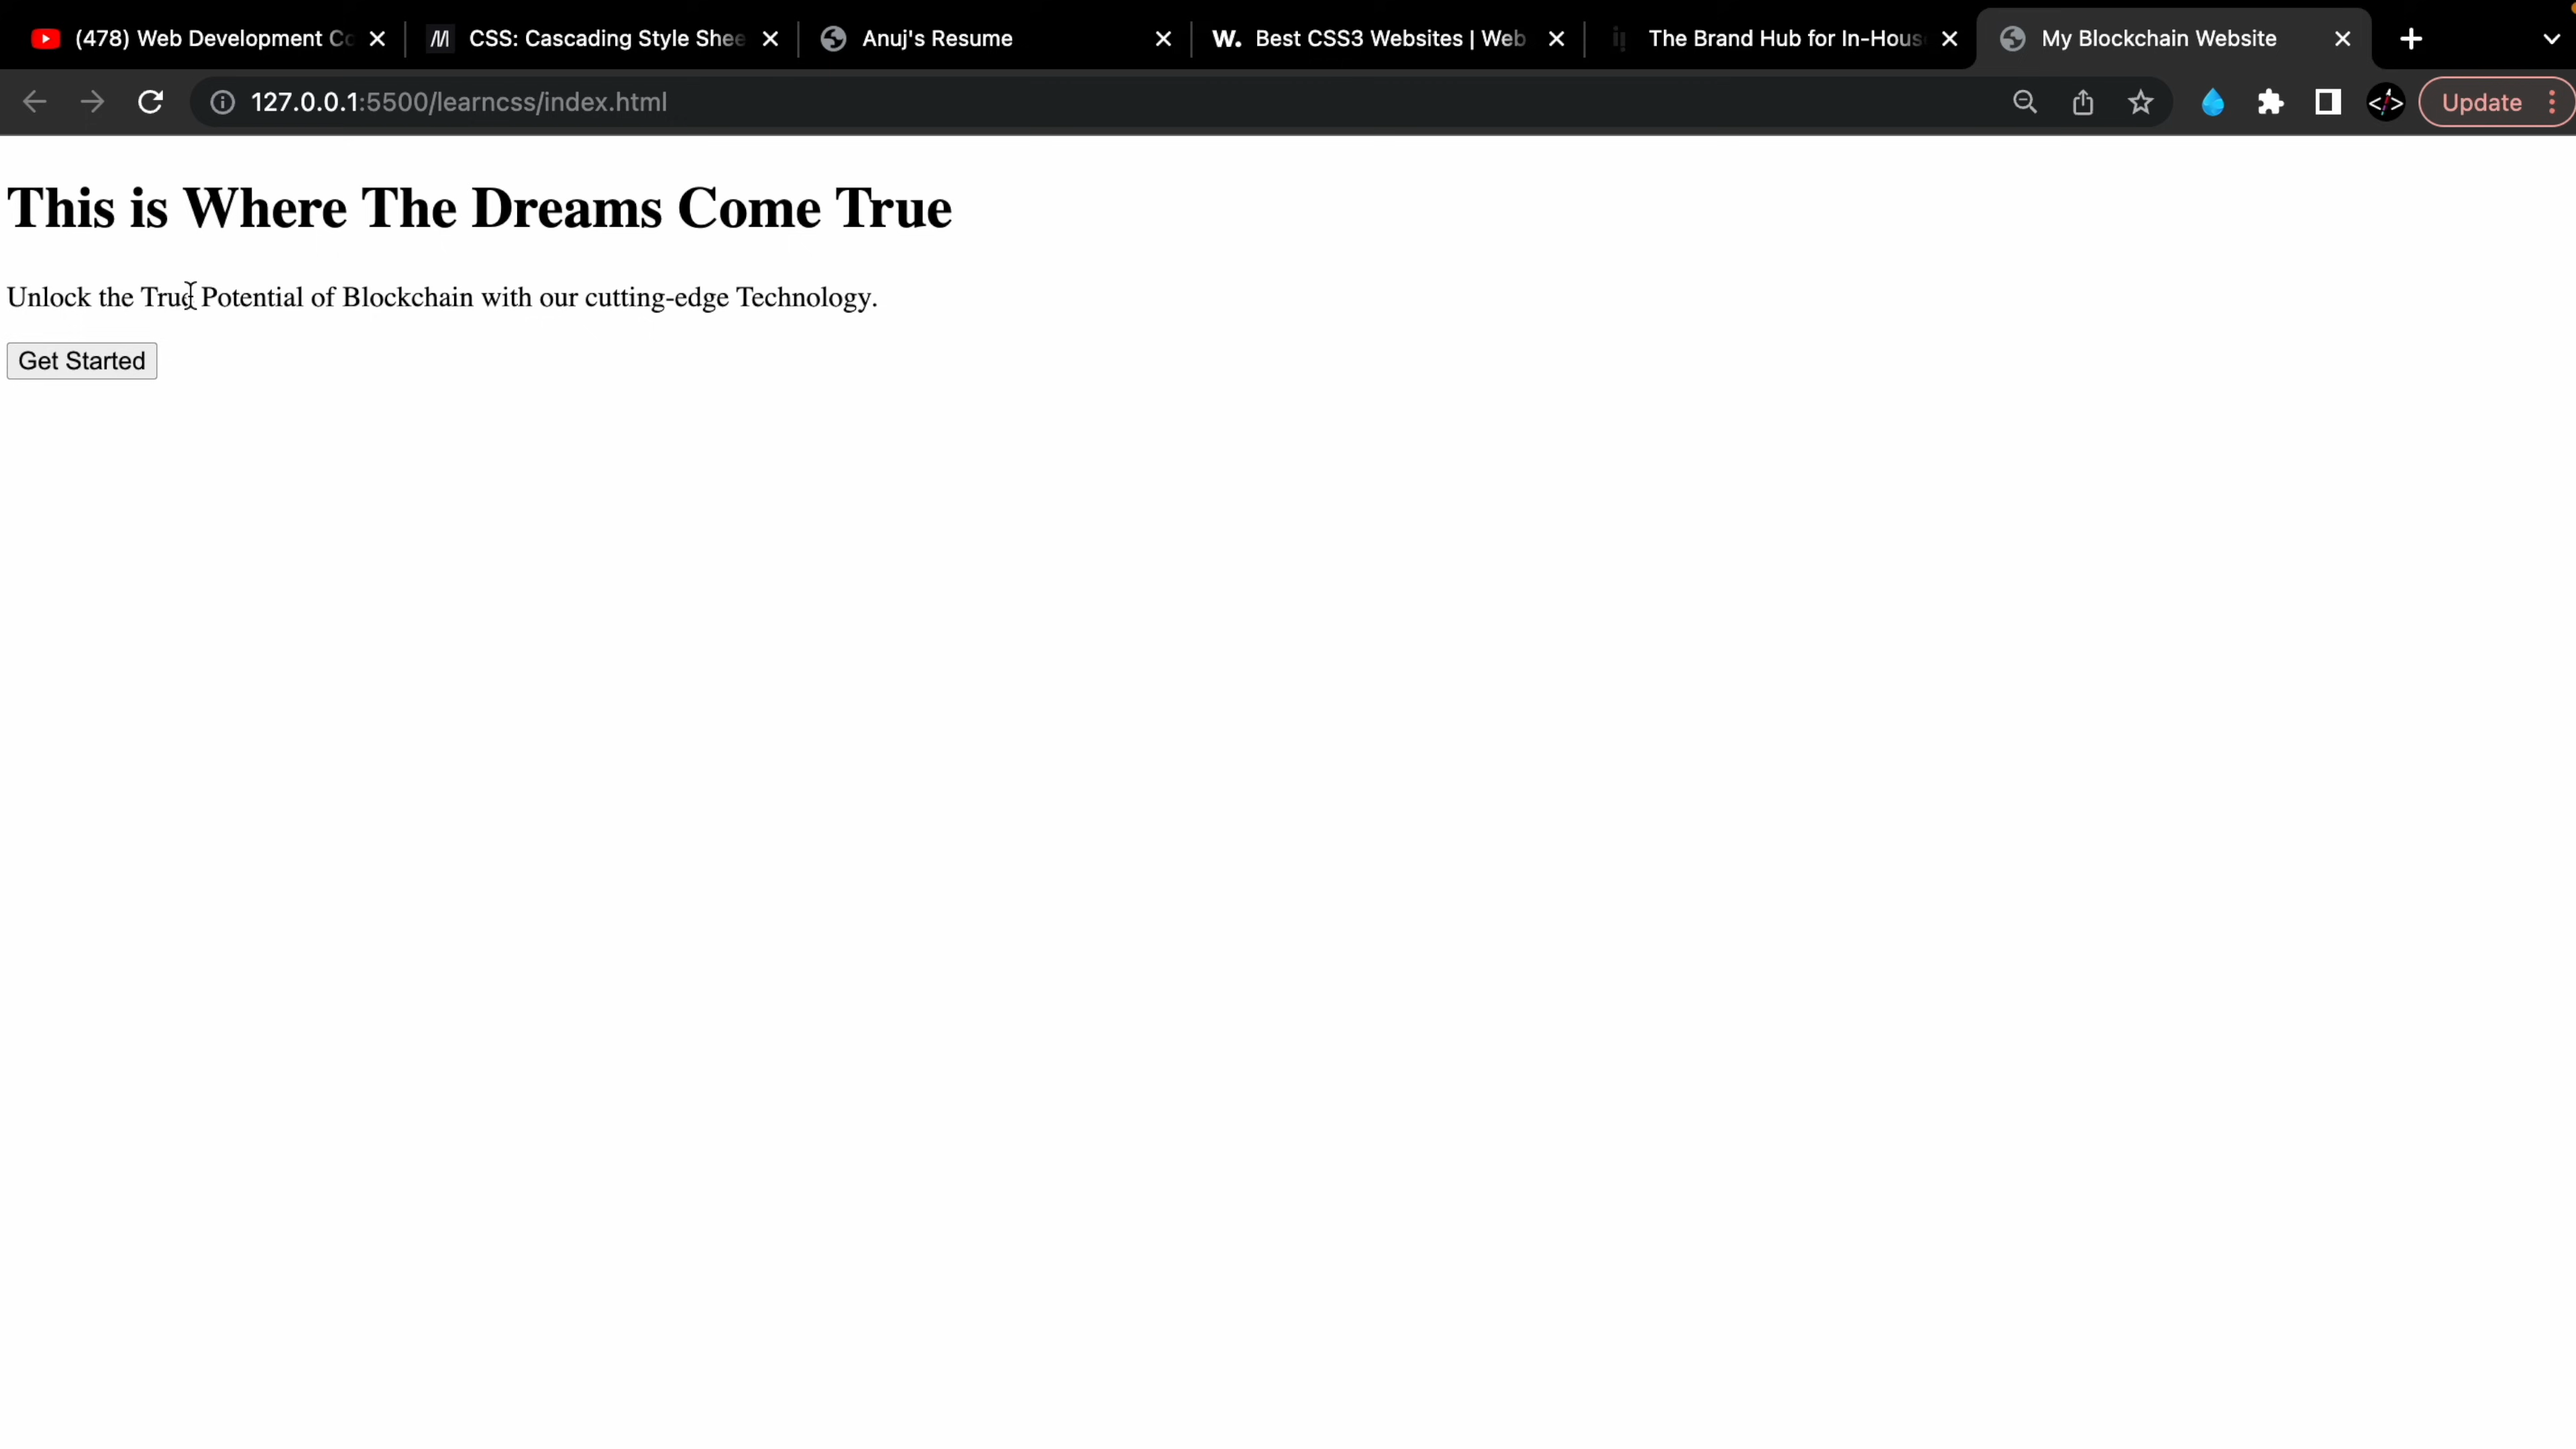 (478) Web Development Co
CSS: Cascading Style Shee
Anuj's Resume
W. Best CSS3 Websites | Web
The Brand Hub for In-Hous
My Blockchain Website
127.0.0.1:5500/learncss/index.html
Update
This is Where The Dreams Come True
Unlock the True Potential of Blockchain with our cutting-edge Technology.
Get Started